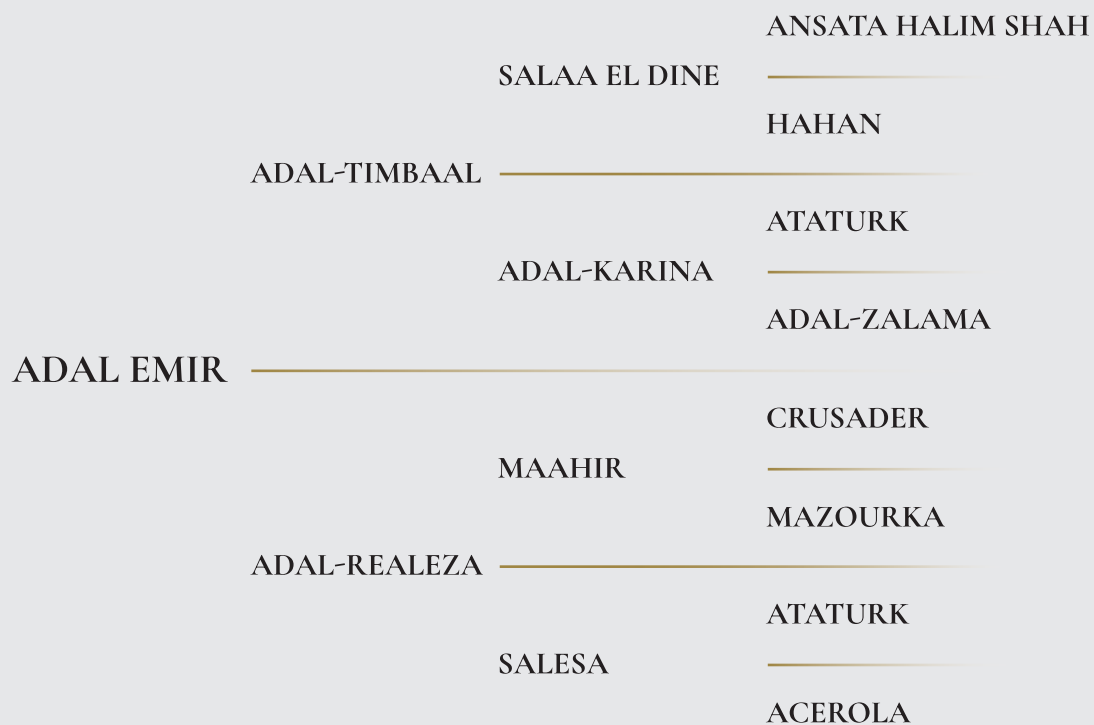 ANSATA HALIM SHAH
SALAA EL DINE
HAHAN
ADAL-TIMBAAL
ATATURK
ADAL-KARINA
ADAL-ZALAMA
ADAL EMIR
CRUSADER
MAAHIR
MAZOURKA
ADAL-REALEZA
ATATURK
SALESA
ACEROLA